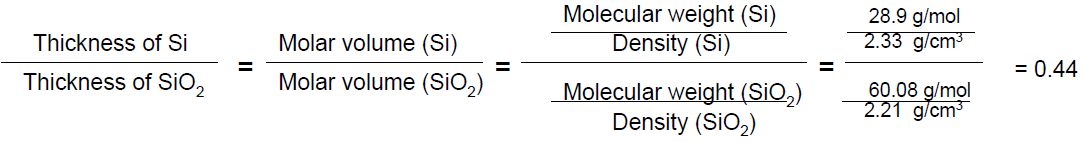 Thickness of Si
Thickness of SiO₂
=
Molar volume (Si)
Molar volume (SiO₂)
=
Molecular weight (Si)
Density (Si)
Molecular weight (SiO₂)
Density (SiO₂)
=
28.9 g/mol
2.33 g/cm³
60.08 g/mol
2.21 g/cm³
= 0.44